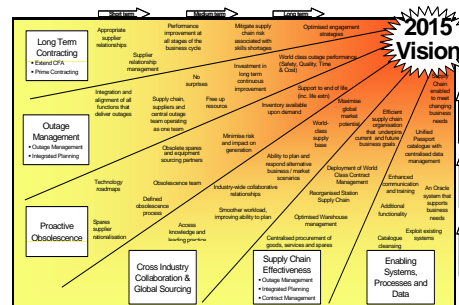 Short term
Medium term
Long term
2015
Vision
Long Term
Contracting
• Extend CFA
• Prime Contracting
Appropriate
supplier
relationships
Performance
improvement at
all stages of the
business cycle
Mitigate supply
chain risk
associated with
skills shortages
Optimised engagement
strategies
Supplier
relationship
management
No
surprises
Investment in
long term
continuous
improvement
World class outage performance
(Safety, Quality, Time
& Cost)
Supply
Chain
enabled
to meet
changing
business
needs
Outage
Management
• Outage Management
• Integrated Planning
Integration and
alignment of all
functions that
deliver outages
Supply chain,
suppliers and
central outage
team operating
as one team
Free up
resource
Support to end of life
(inc. life extn)
Inventory available
upon demand
Maximise
global
market
potential
Efficient
supply chain
organisation
that underpins
current and future
business goals
Obsolete spares
and equipment
sourcing partners
Minimise risk
and impact on
generation
World-
class
supply base
Unified
Passport
catalogue with
centralised data
management
Technology
roadmaps
Obsolescence team
Ability to plan and
respond alternative
business / market
scenarios
Industry-wide collaborative
relationships
Deployment of World
Class Contract
Management
Enhanced
communication
and training
An Oracle
system that
supports
business
needs
Proactive
Obsolescence
Defined
obsolescence
process
Smoother workload,
improving ability to plan
Reorganised Station
Supply Chain
Additional
functionality
Spares
supplier
rationalisation
Access
knowledge and
leading practice
Optimised Warehouse
management
Centralised procurement of
goods, services and spares
Exploit existing
systems
Catalogue
cleansing
Cross Industry
Collaboration &
Global Sourcing
Supply Chain
Effectiveness
• Outage Management
• Integrated Planning
• Contract Management
Enabling
Systems,
Processes and
Data